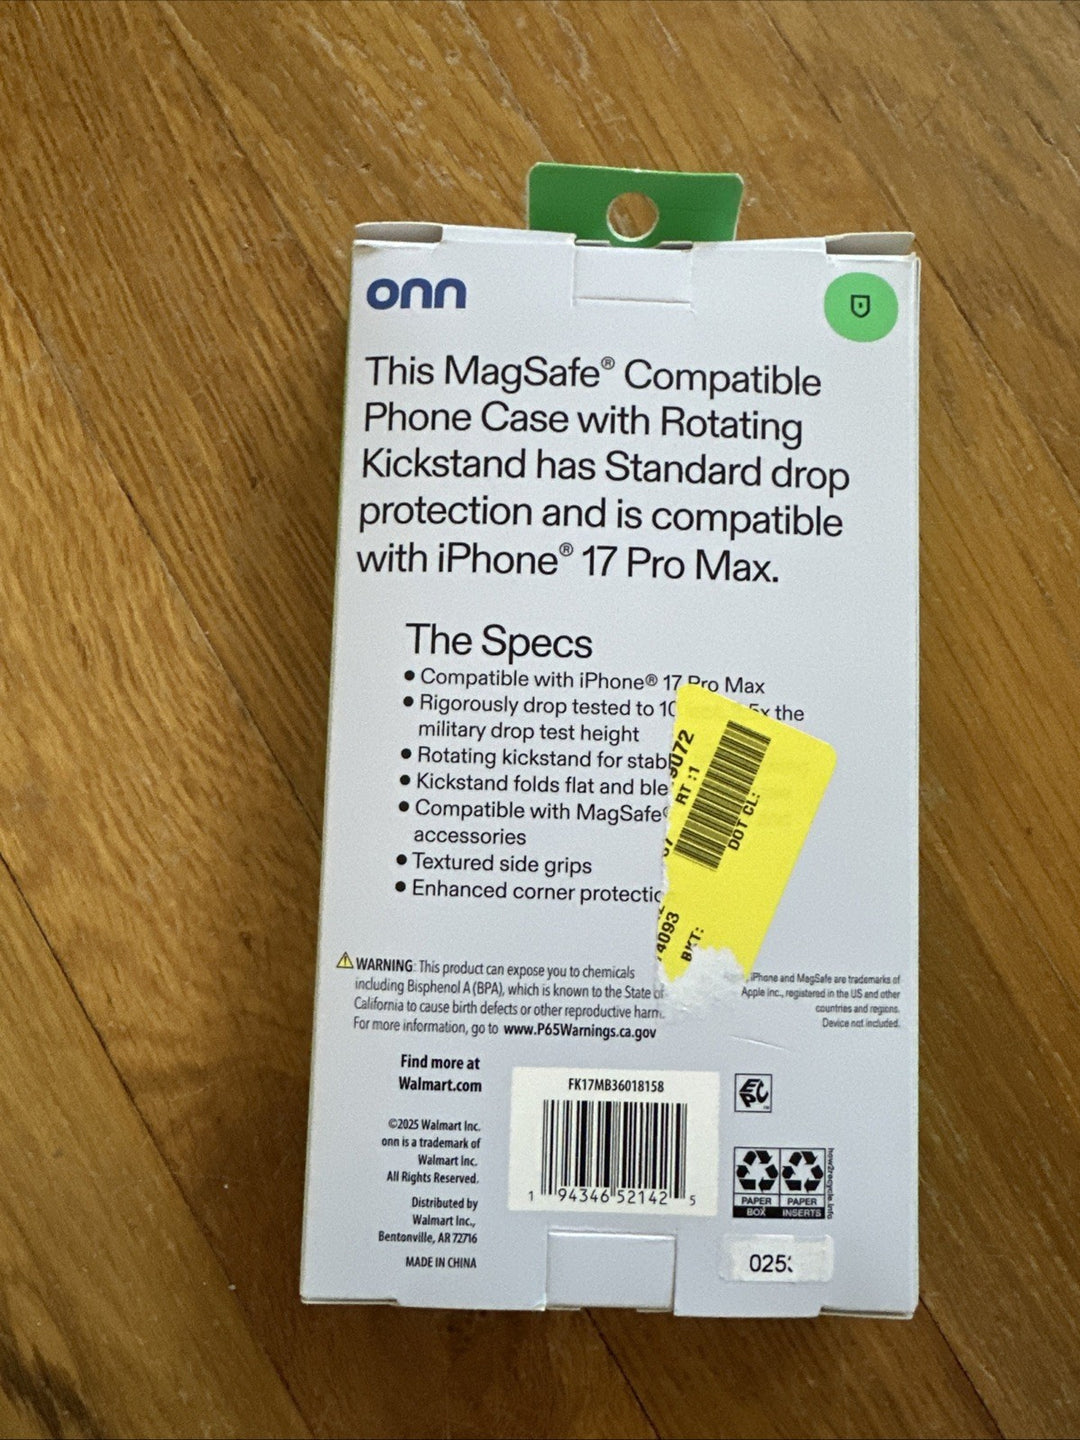 onn
This MagSafe® Compatible
Phone Case with Rotating
Kickstand has Standard drop
protection and is compatible
with iPhone® 17 Pro Max.
The Specs
● Compatible with iPhone® 17 Pro Max
● Rigorously drop tested to 5x the
military drop test height
● Rotating kickstand for
● Kickstand folds flat and
● Compatible with MagSafe
accessories
● Textured side grips
● Enhanced corner
9072
RT :1
DOT CL:
4093
BKT:
WARNING: This product can expose you to chemicals
including Bisphenol A (BPA), which is known to the State of
California to cause birth defects or other reproductive harm.
For more information, go to www.P65Warnings.ca.gov
iPhone and MagSafe are trademarks of
Apple Inc., registered in the US and other
countries and regions.
Device not included.
Find more at
Walmart.com
©2025 Walmart Inc.
onn is a trademark of
Walmart Inc.
All Rights Reserved.
Distributed by
Walmart Inc.,
Bentonville, AR 72716
MADE IN CHINA
FK17MB36018158
1 94346 52142 5
EPC
PAPER
BOX
PAPER
INSERTS
how2recycle.info
025